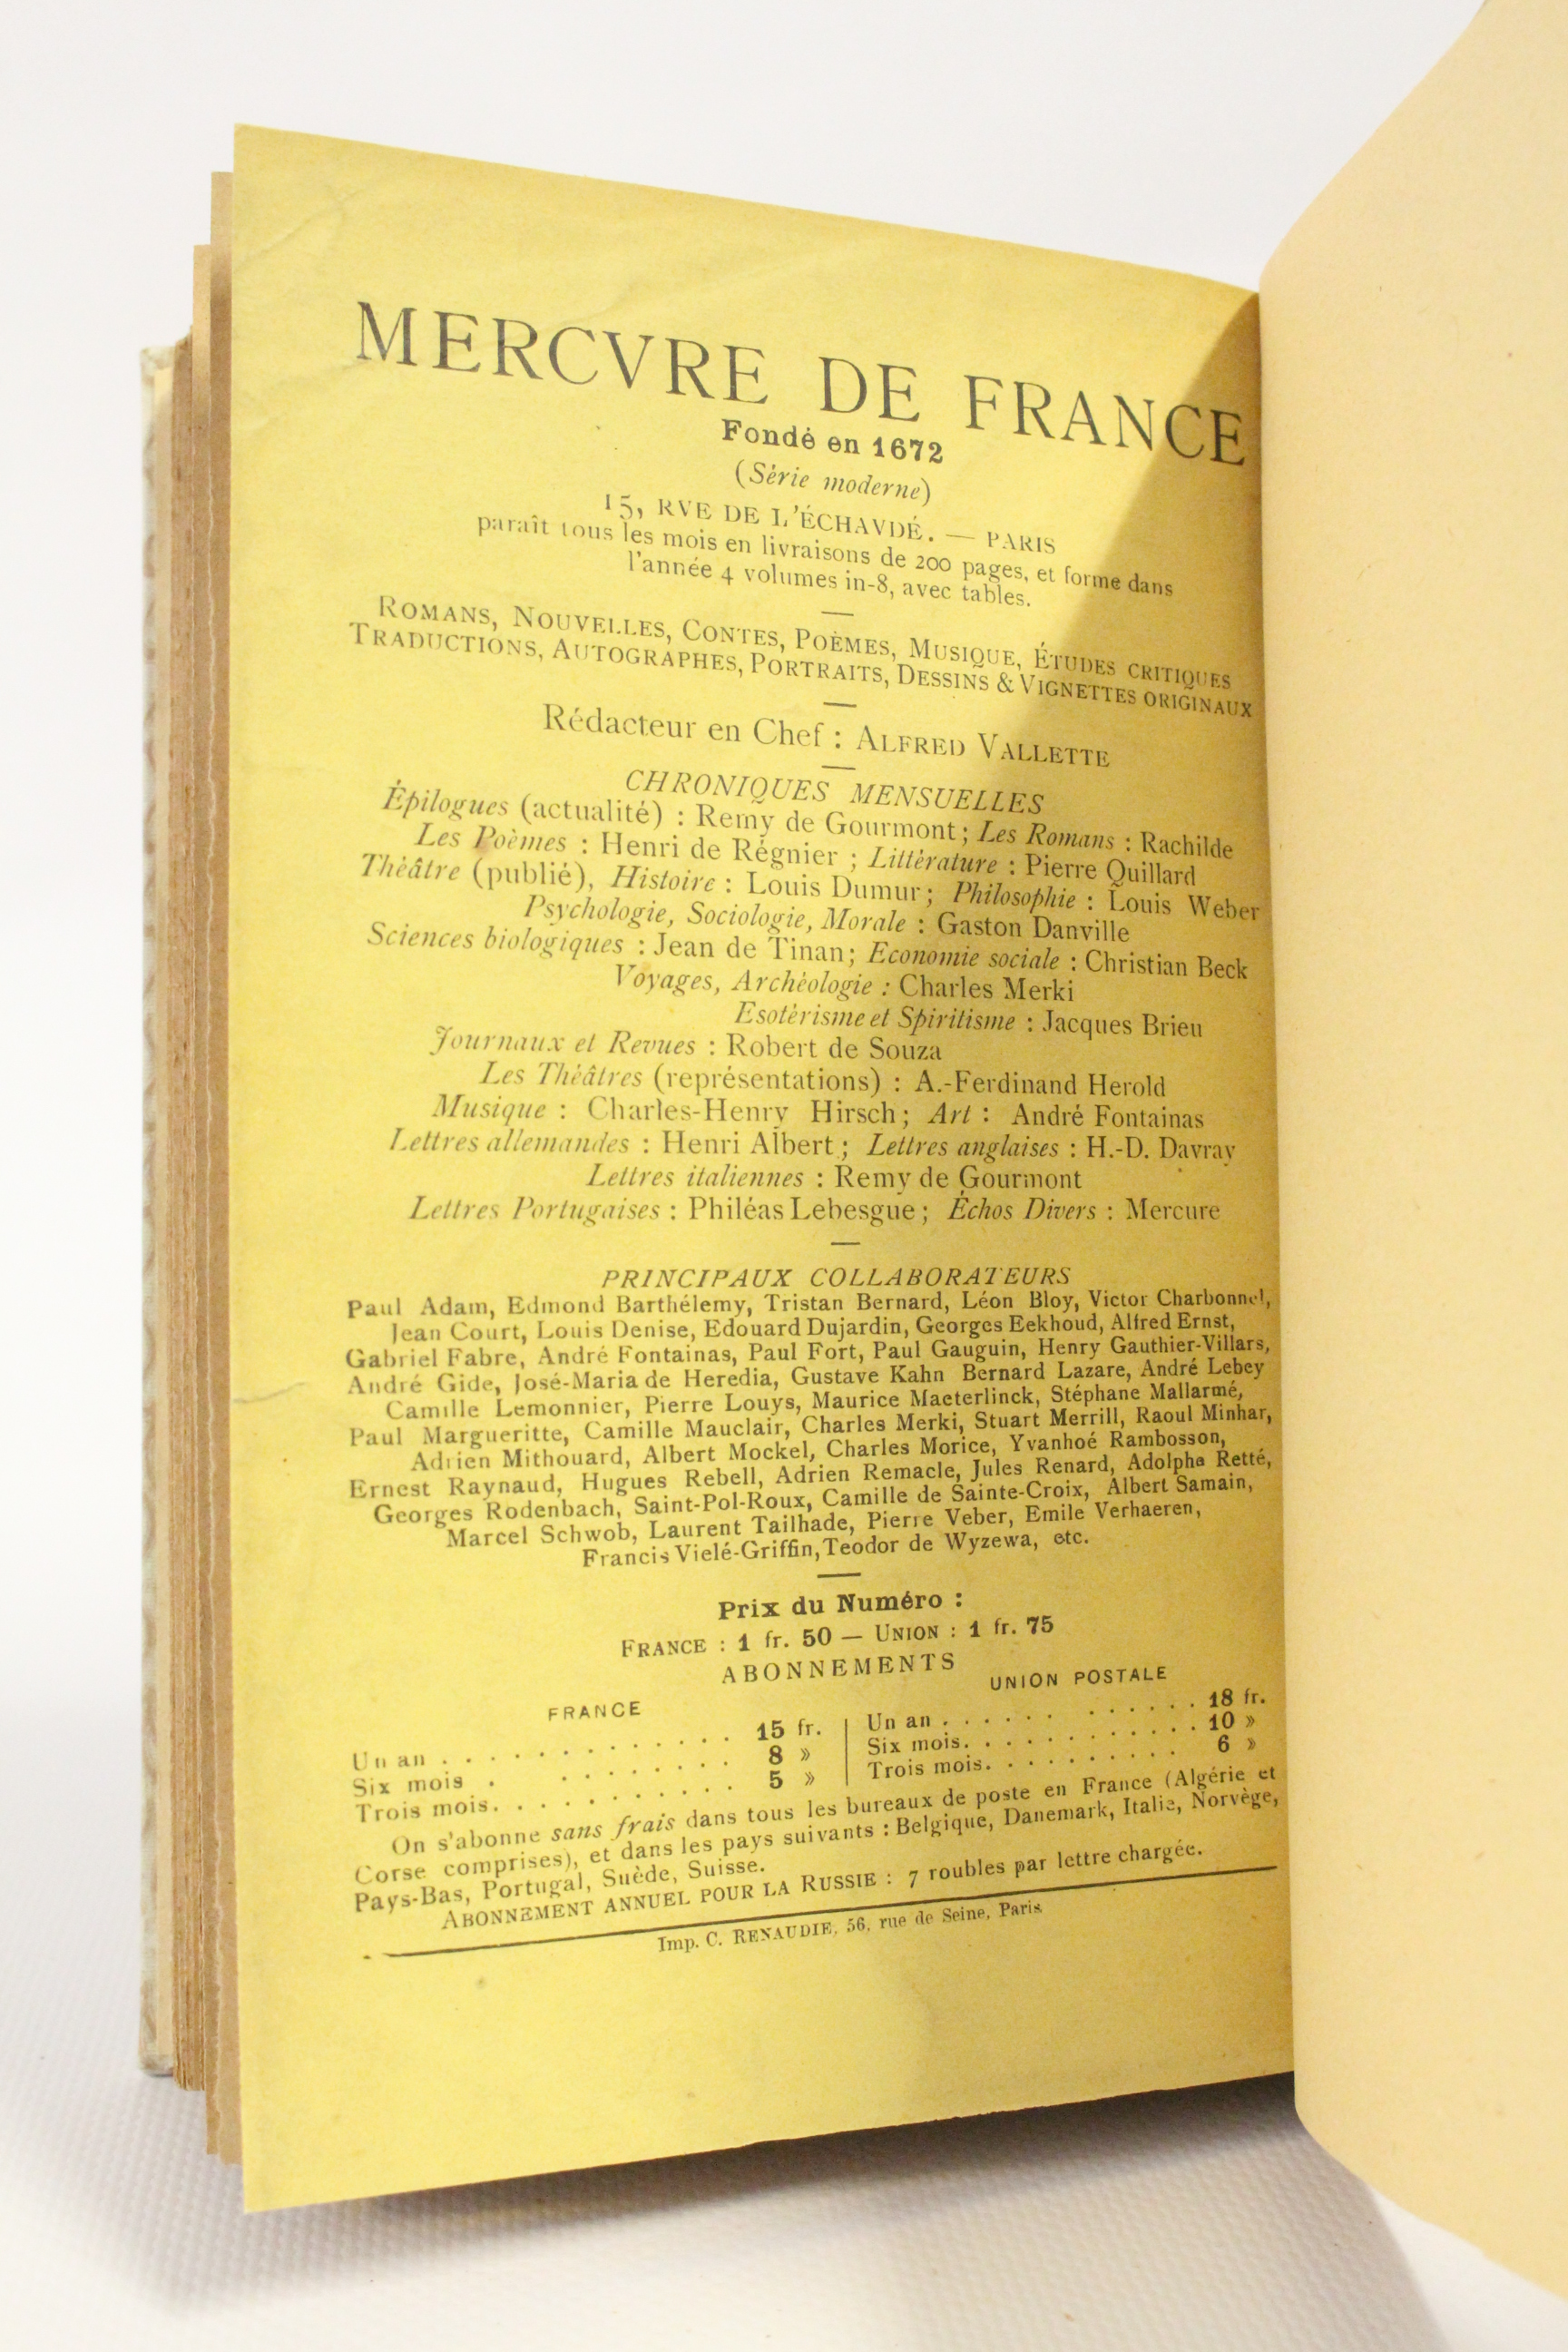 MERCVRE DE FRANCE
Fondé en 1672
(Série moderne)
15, RVE DE L'ÉCHAVDÉ. — PARIS
paraît tous les mois en livraisons de 200 pages, et forme dans
l'année 4 volumes in-8, avec tables.
ROMANS, NOUVELLES, CONTES, POÈMES, MUSIQUE, ÉTUDES CRITIQUES
TRADUCTIONS, AUTOGRAPHES, PORTRAITS, DESSINS & VIGNETTES ORIGINAUX
Rédacteur en Chef : ALFRED VALLETTE
CHRONIQUES MENSUELLES
Épilogues (actualité) : Remy de Gourmont ; Les Romans : Rachilde
Les Poèmes : Henri de Régnier ; Littérature : Pierre Quillard
Théâtre (publié), Histoire : Louis Dumur ; Philosophie : Louis Weber
Psychologie, Sociologie, Morale : Gaston Danville
Sciences biologiques : Jean de Tinan ; Economie sociale : Christian Beck
Voyages, Archéologie : Charles Merki
Esotérisme et Spiritisme : Jacques Brieu
Journaux et Revues : Robert de Souza
Les Théâtres (représentations) : A.-Ferdinand Herold
Musique : Charles-Henry Hirsch ; Art : André Fontainas
Lettres allemandes : Henri Albert ; Lettres anglaises : H.-D. Davray
Lettres italiennes : Remy de Gourmont
Lettres Portugaises : Philéas Lebesgue ; Échos Divers : Mercure
PRINCIPAUX COLLABORATEURS
Paul Adam, Edmond Barthélemy, Tristan Bernard, Léon Bloy, Victor Charbonnel,
Jean Court, Louis Denise, Edouard Dujardin, Georges Eekhoud, Alfred Ernst,
Gabriel Fabre, André Fontainas, Paul Fort, Paul Gauguin, Henry Gauthier-Villars,
André Gide, José-Maria de Heredia, Gustave Kahn Bernard Lazare, André Lebey
Camille Lemonnier, Pierre Louys, Maurice Maeterlinck, Stéphane Mallarmé,
Paul Margueritte, Camille Mauclair, Charles Merki, Stuart Merrill, Raoul Minhar,
Adrien Mithouard, Albert Mockel, Charles Morice, Yvanhoé Rambosson,
Ernest Raynaud, Hugues Rebell, Adrien Remacle, Jules Renard, Adolphe Retté,
Georges Rodenbach, Saint-Pol-Roux, Camille de Sainte-Croix, Albert Samain,
Marcel Schwob, Laurent Tailhade, Pierre Veber, Emile Verhaeren,
Francis Vielé-Griffin, Teodor de Wyzewa, etc.
Prix du Numéro :
FRANCE : 1 fr. 50 — UNION : 1 fr. 75
ABONNEMENTS
FRANCE
Un an . . . . . . . . . . . . . 15 fr.
Six mois . . . . . . . . . 8 »
Trois mois. . . . . . . . . . . 5 »
UNION POSTALE
Un an . . . . . . . . . . . . 18 fr.
Six mois. . . . . . . . . . . . 10 »
Trois mois. . . . . . . . . . 6 »
On s'abonne sans frais dans tous les bureaux de poste en France (Algérie et
Corse comprises), et dans les pays suivants : Belgique, Danemark, Italie, Norvège,
Pays-Bas, Portugal, Suède, Suisse.
ABONNEMENT ANNUEL POUR LA RUSSIE : 7 roubles par lettre chargée.
Imp. C. RENAUDIE, 56, rue de Seine, Paris